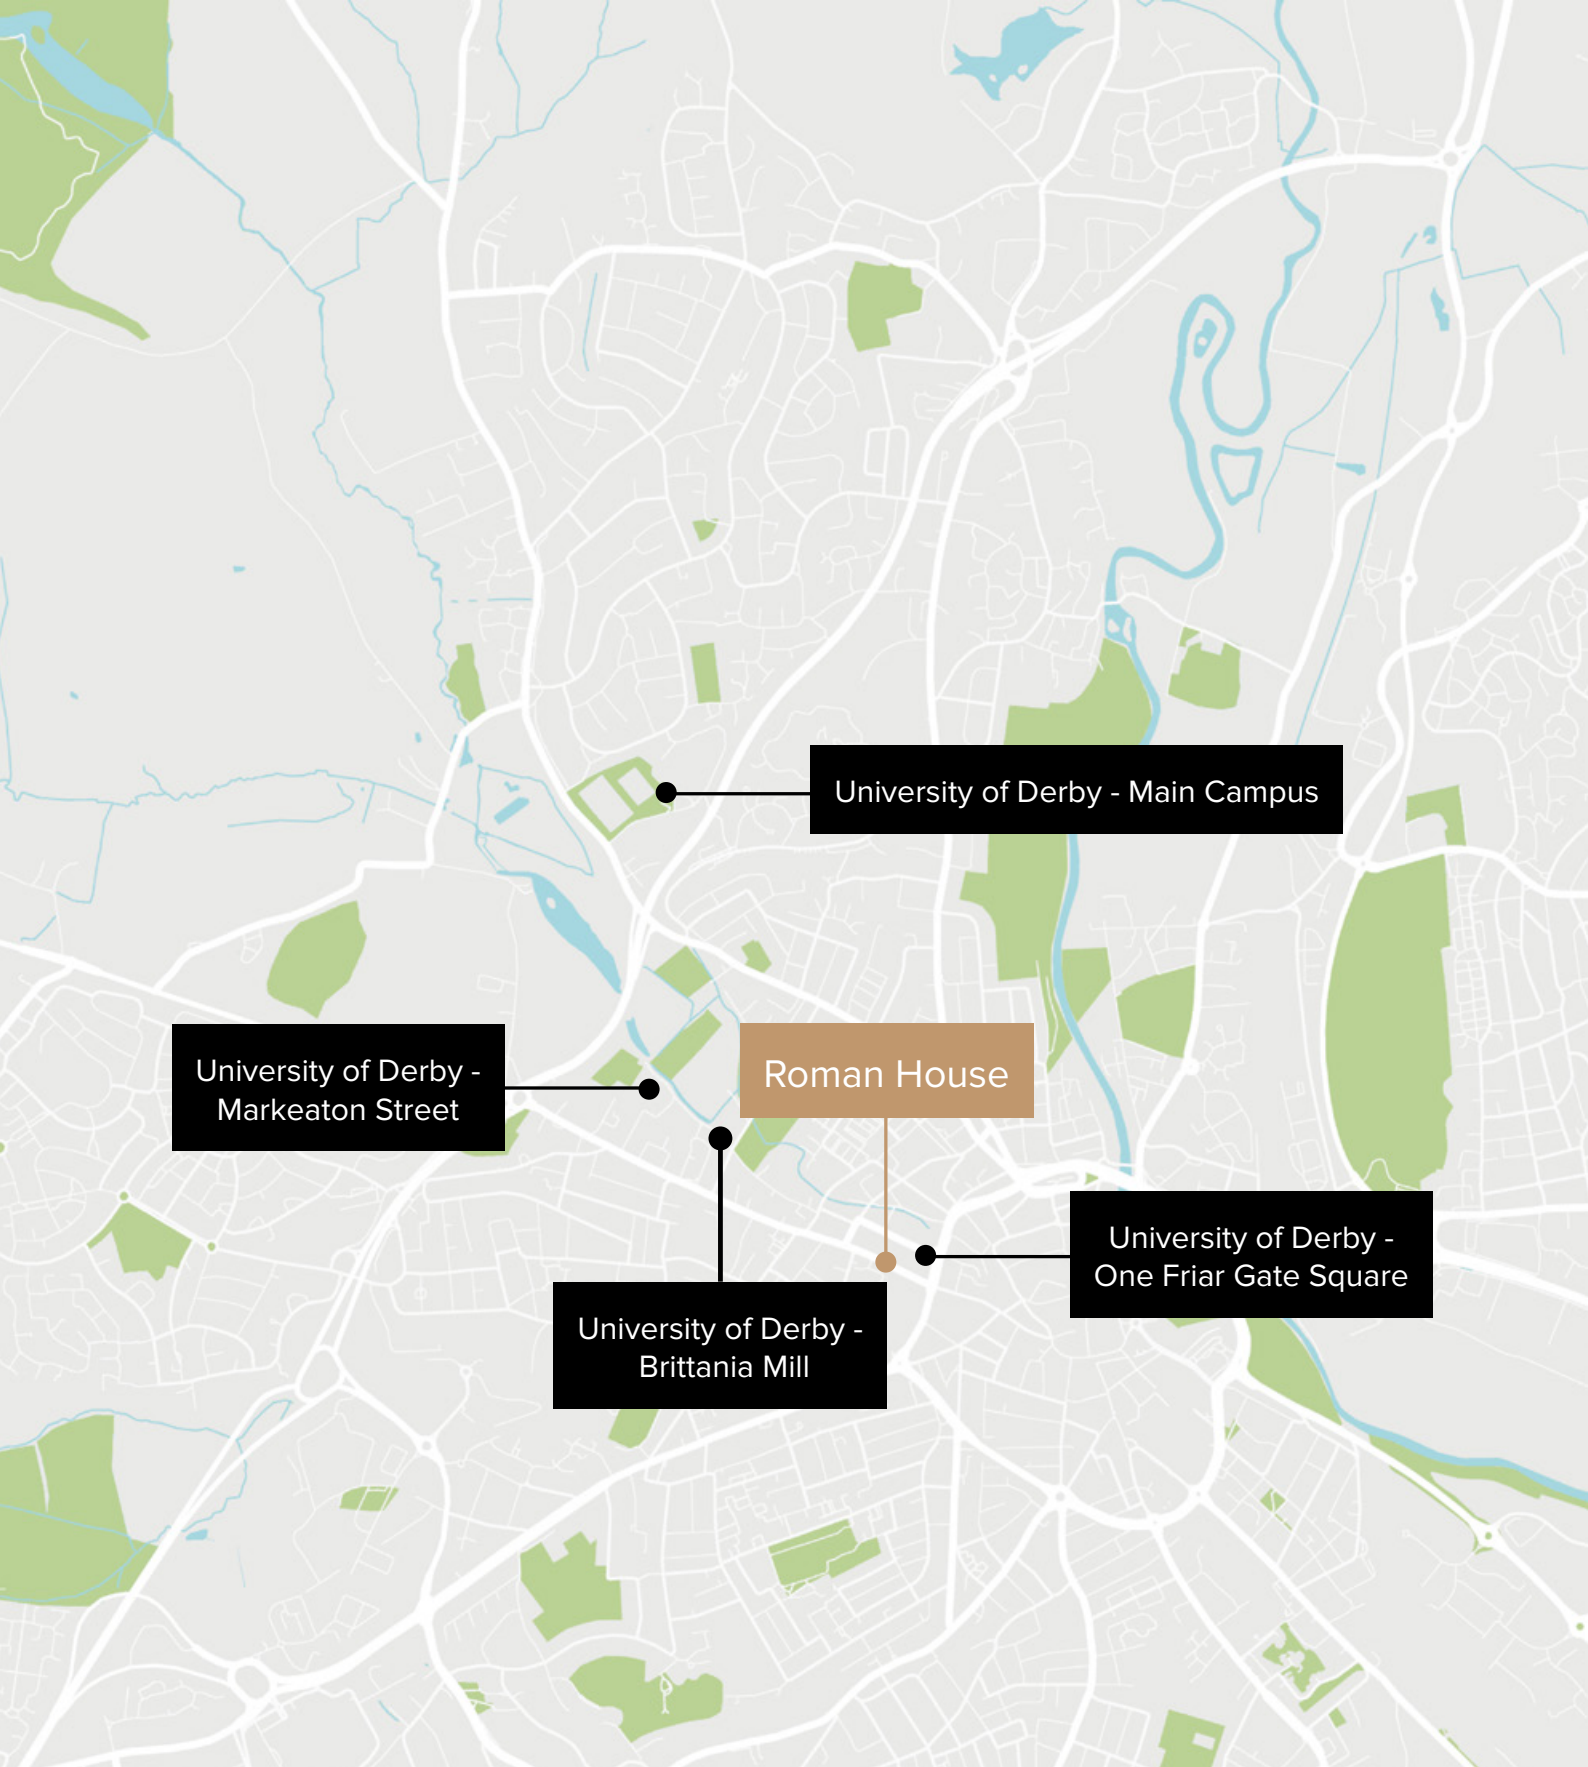 University of Derby - Main Campus
University of Derby -
Markeaton Street
Roman House
University of Derby -
One Friar Gate Square
University of Derby -
Brittania Mill